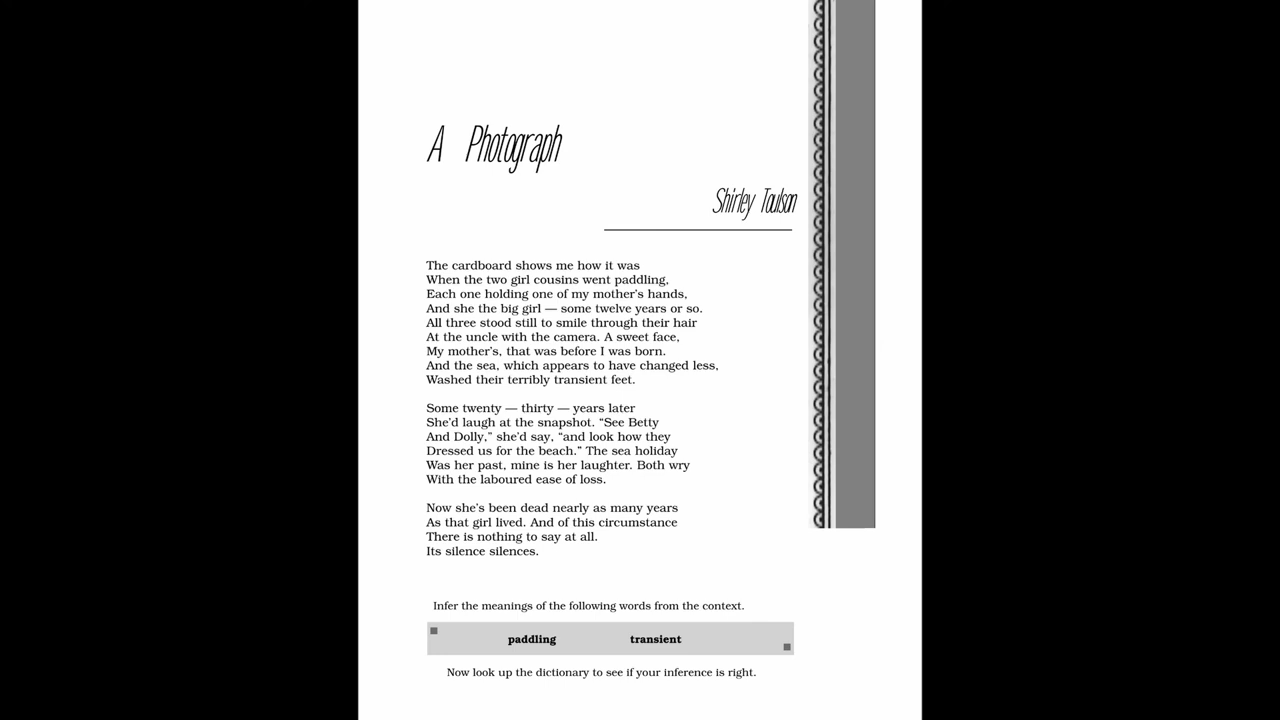 A Photograph
Shirley Toulson
The cardboard shows me how it was
When the two girl cousins went paddling,
Each one holding one of my mother's hands,
And she the big girl — some twelve years or so.
All three stood still to smile through their hair
At the uncle with the camera. A sweet face,
My mother's, that was before I was born.
And the sea, which appears to have changed less,
Washed their terribly transient feet.
Some twenty — thirty — years later
She'd laugh at the snapshot. “See Betty
And Dolly,” she'd say, “and look how they
Dressed us for the beach.” The sea holiday
Was her past, mine is her laughter. Both wry
With the laboured ease of loss.
Now she's been dead nearly as many years
As that girl lived. And of this circumstance
There is nothing to say at all.
Its silence silences.
Infer the meanings of the following words from the context.
paddling transient
Now look up the dictionary to see if your inference is right.